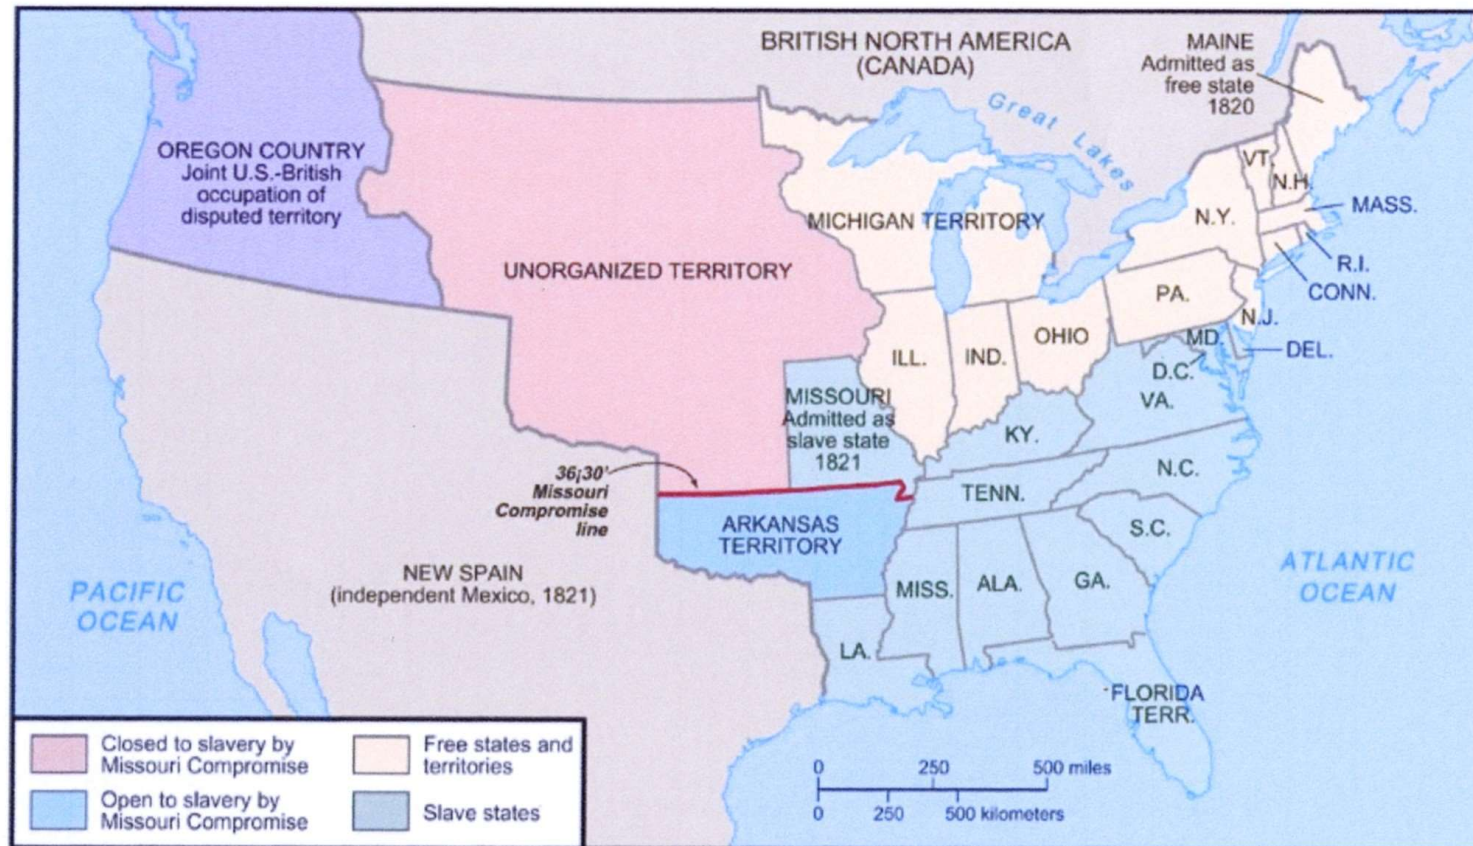 BRITISH NORTH AMERICA
(CANADA)
MAINE
Admitted as
free state
1820
Great Lakes
OREGON COUNTRY
Joint U.S.-British
occupation of
disputed territory
UNORGANIZED TERRITORY
MICHIGAN TERRITORY
VT.
N.H.
N.Y.
MASS.
R.I.
CONN.
PA.
N.J.
OHIO
IND.
ILL.
MD.
DEL.
D.C.
VA.
MISSOURI
Admitted as
slave state
1821
KY.
N.C.
TENN.
S.C.
36¡30'
Missouri
Compromise
line
ARKANSAS
TERRITORY
NEW SPAIN
(independent Mexico, 1821)
MISS.
ALA.
GA.
LA.
PACIFIC
OCEAN
ATLANTIC
OCEAN
FLORIDA
TERR.
Closed to slavery by
Missouri Compromise
Free states and
territories
Open to slavery by
Missouri Compromise
Slave states
0 250 500 miles
0 250 500 kilometers